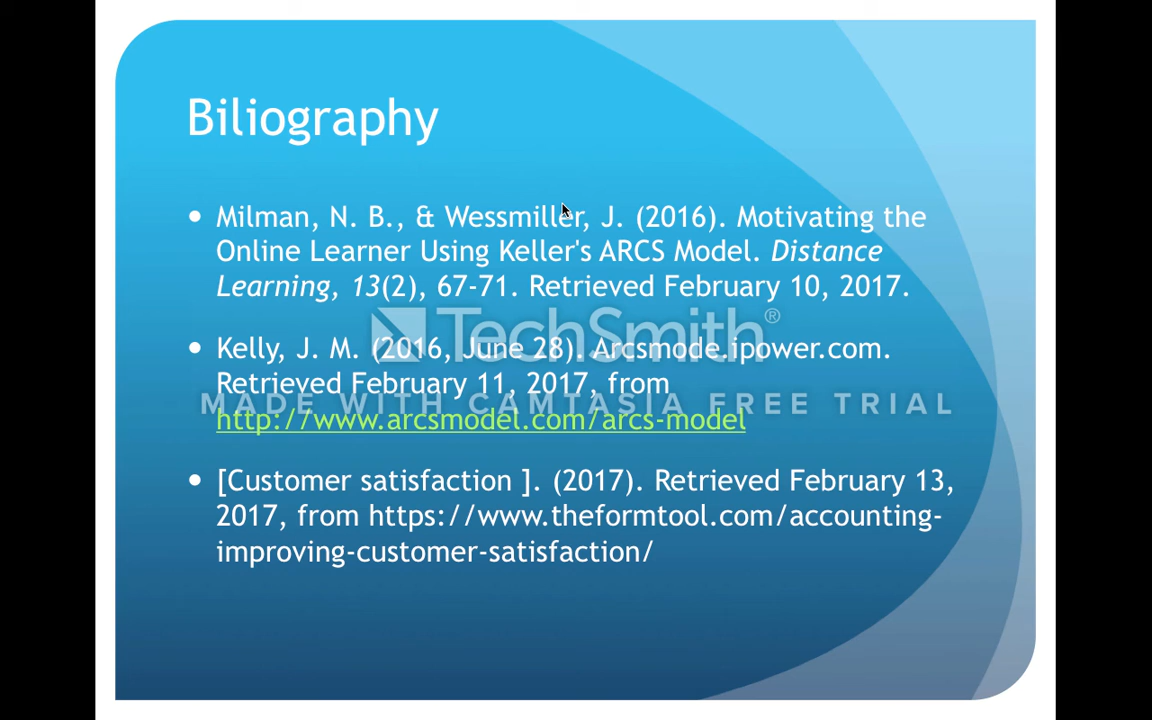 Biliography
• Milman, N. B., & Wessmiller, J. (2016). Motivating the
Online Learner Using Keller's ARCS Model. Distance
Learning, 13(2), 67-71. Retrieved February 10, 2017.
TechSmith®
• Kelly, J. M. (2016, June 28). Arcsmode.ipower.com.
Retrieved February 11, 2017, from
MADE WITH CAMTASIA FREE TRIAL
http://www.arcsmodel.com/arcs-model
• [Customer satisfaction ]. (2017). Retrieved February 13,
2017, from https://www.theformtool.com/accounting-
improving-customer-satisfaction/